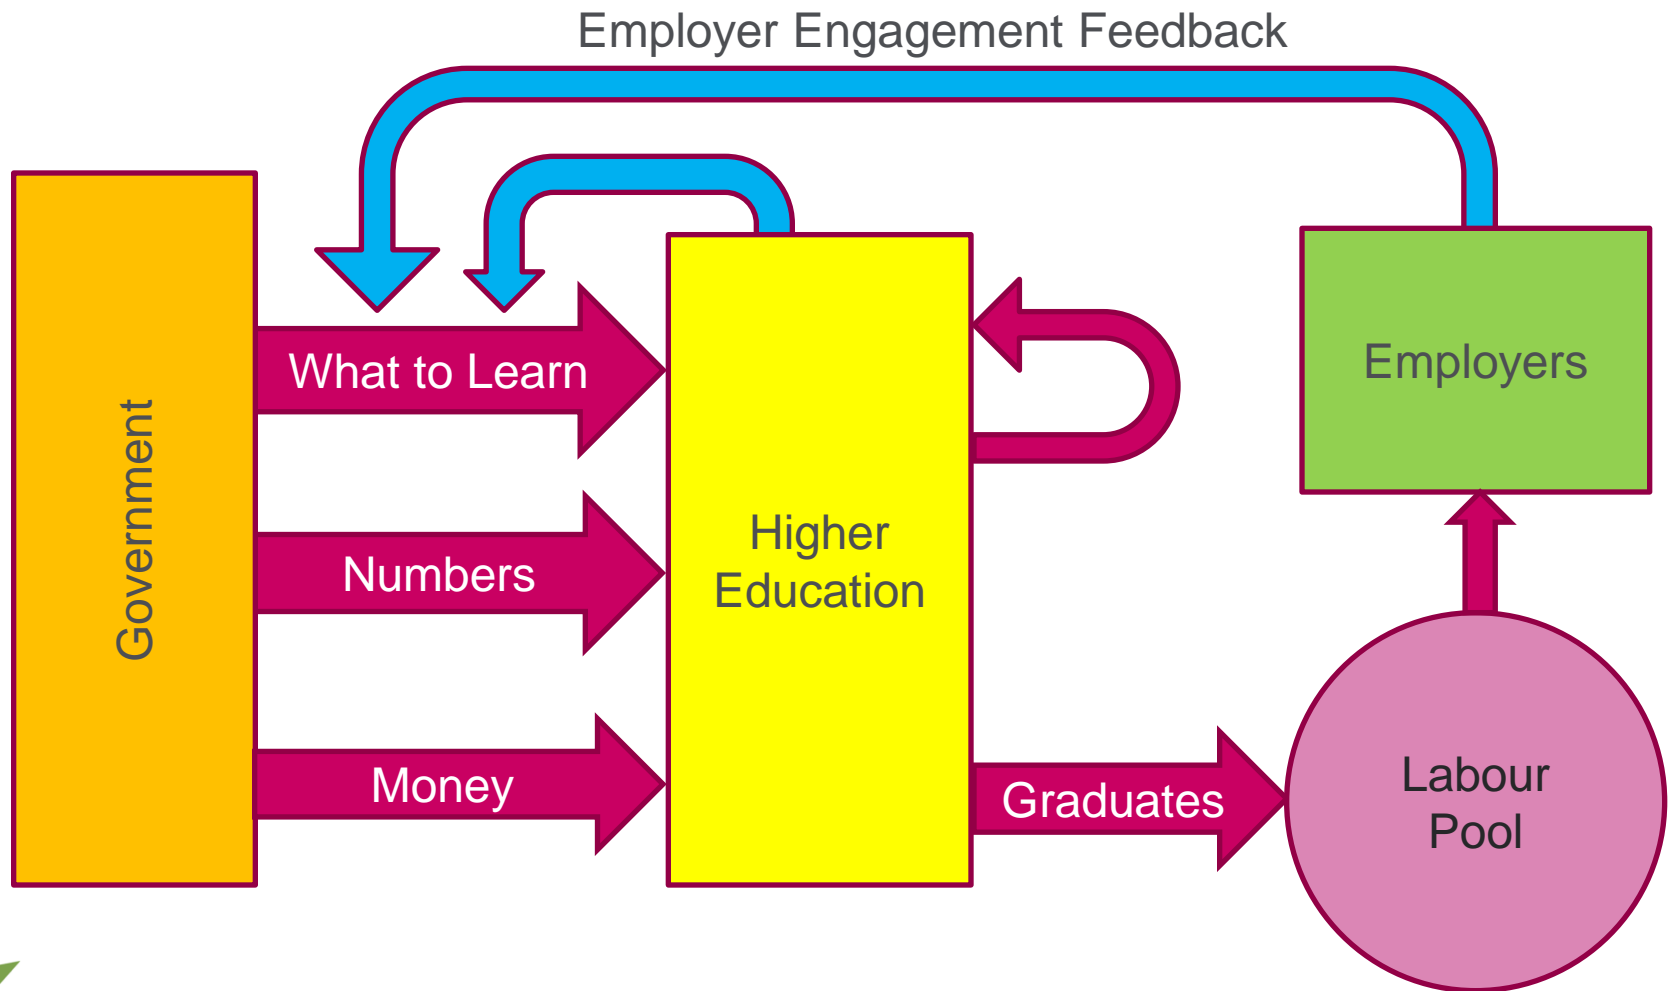 Employer Engagement Feedback
Government
What to Learn
Numbers
Money
Higher
Education
Graduates
Employers
Labour
Pool